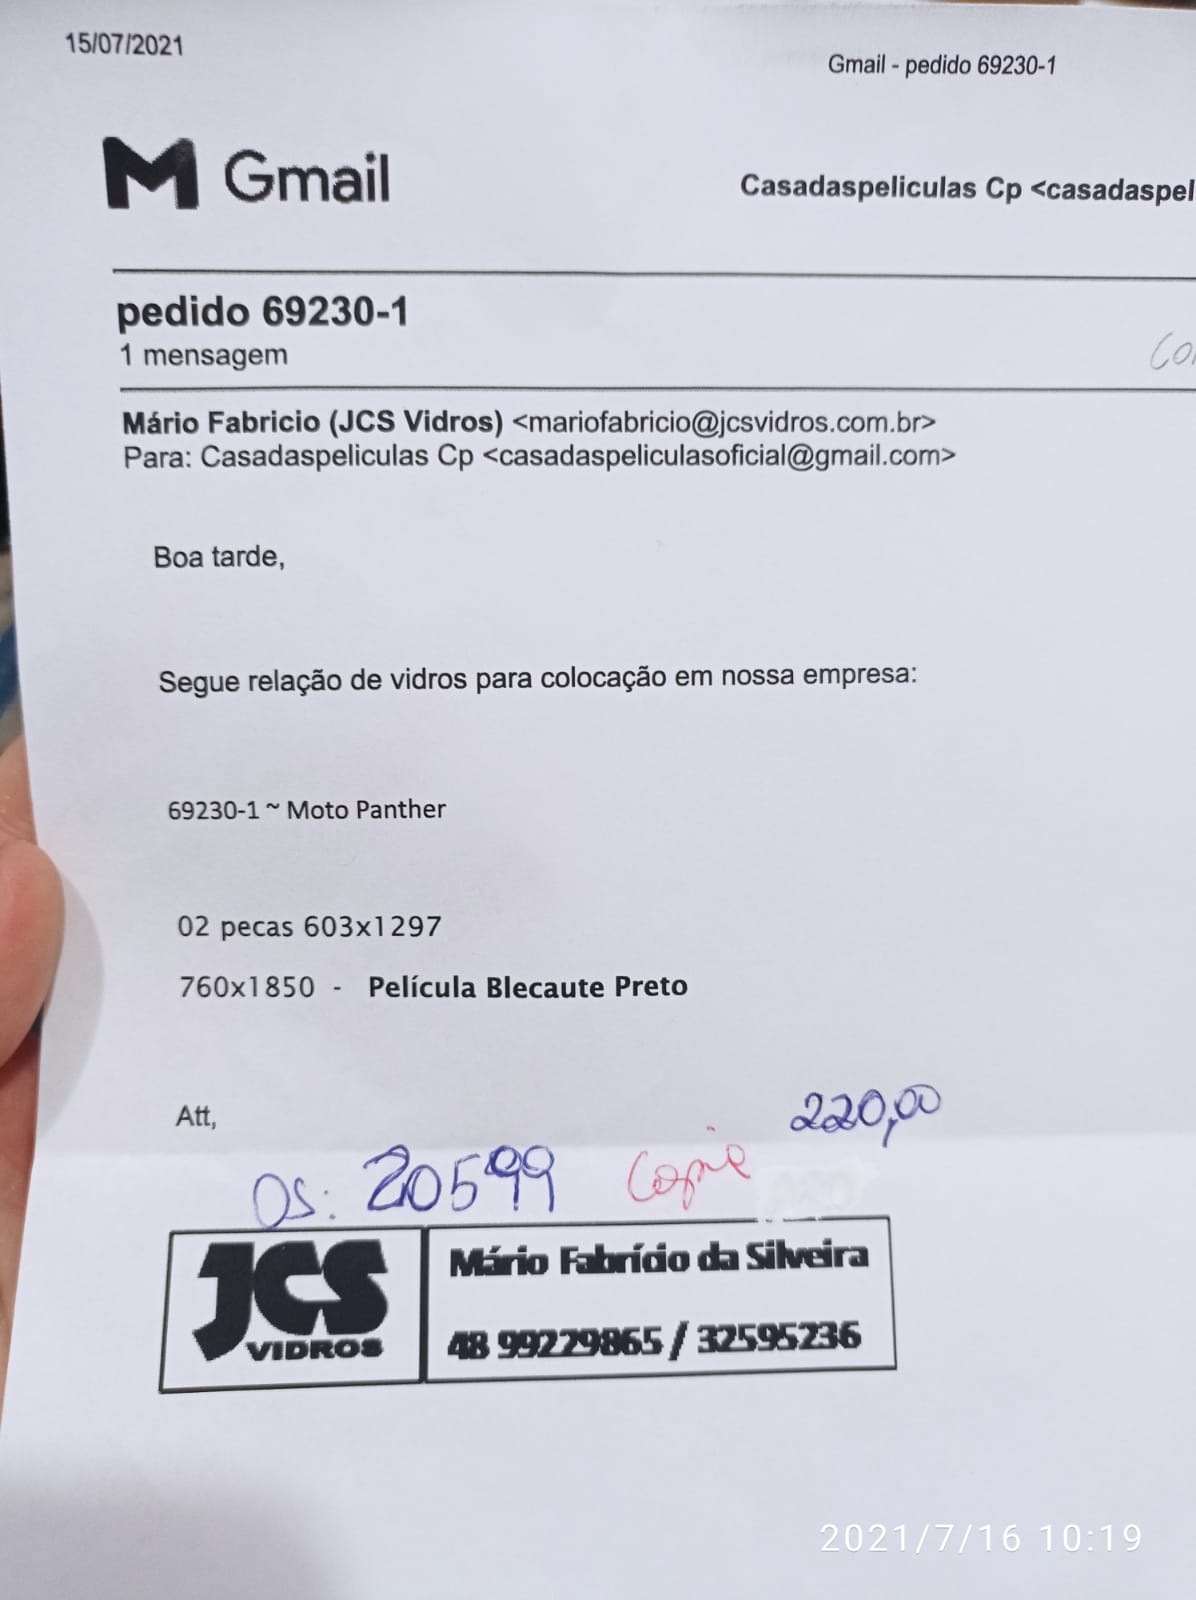 15/07/2021
Gmail - pedido 69230-1
M Gmail
Casadaspeliculas Cp <casadaspel
pedido 69230-1
1 mensagem
Mário Fabricio (JCS Vidros) <mariofabricio@jcsvidros.com.br>
Para: Casadaspeliculas Cp <casadaspeliculasoficial@gmail.com>
Boa tarde,
Segue relação de vidros para colocação em nossa empresa:
69230-1 ~ Moto Panther
02 pecas 603x1297
760x1850 - Película Blecaute Preto
Att,
220,00
OS: 20599
JCS
VIDROS
Mário Fabrício da Silveira
48 99229865 / 32595236
2021/7/16 10:19